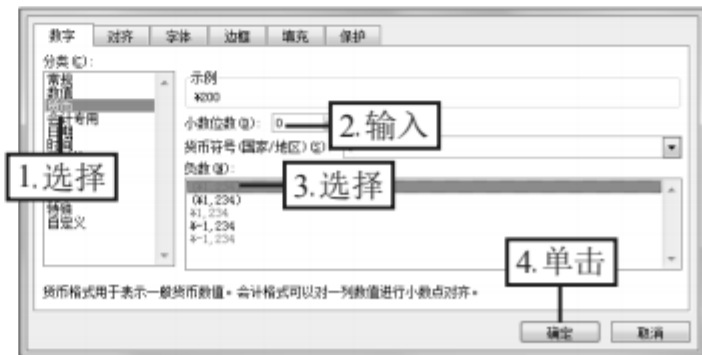 数字 对齐 字体 边框 填充 保护
分类(C):
常规
数值
货币
会计专用
日期
时间
特殊
自定义
示例
¥200
小数位数(D): 0
2.输入
货币符号(国家/地区)(S):
1.选择
负数(N):
3.选择
(¥1,234)
(¥1,234)
¥1,234
¥-1,234
¥-1,234
4.单击
货币格式用于表示一般货币数值。会计格式可以对一列数值进行小数点对齐。
确定 取消